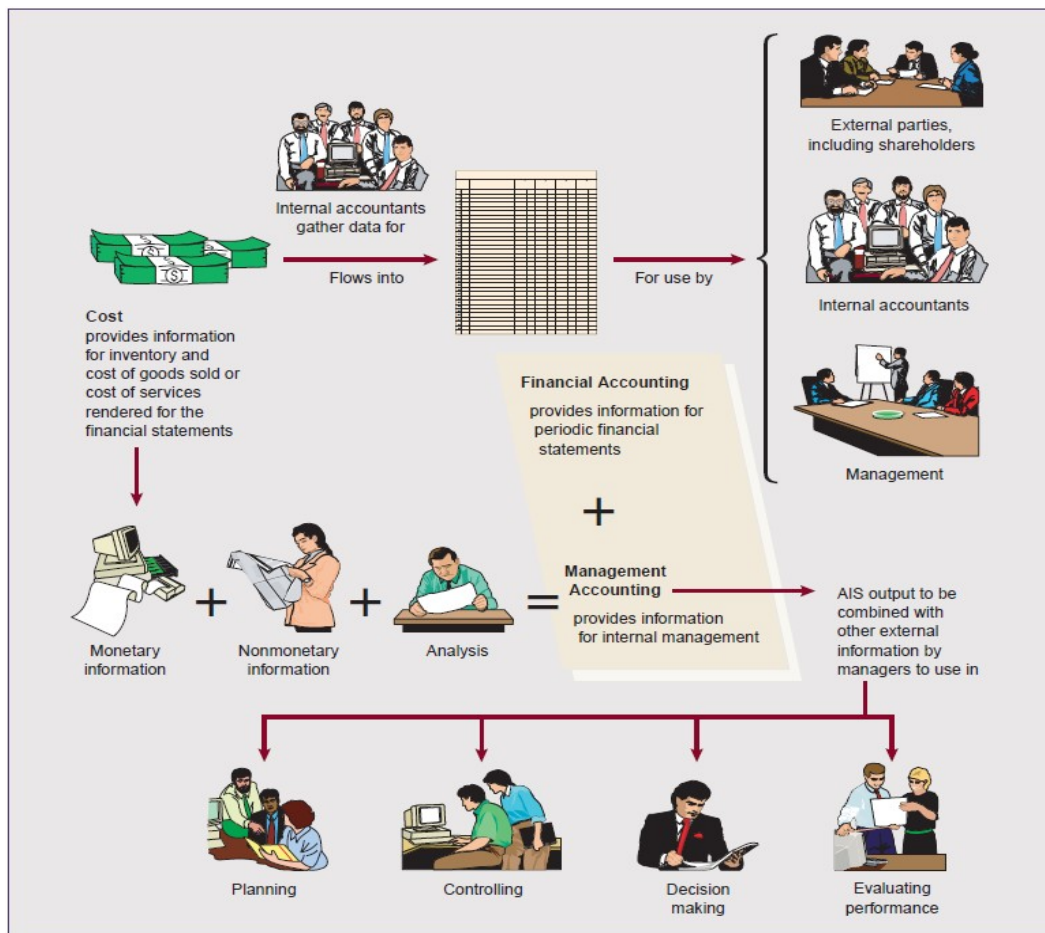 External parties,
including shareholders
Internal accountants
gather data for
Flows into
For use by
Internal accountants
Management
Cost
provides information
for inventory and
cost of goods sold or
cost of services
rendered for the
financial statements
Financial Accounting
provides information for
periodic financial
statements
+
Management
Accounting
provides information
for internal management
Monetary
information
+
Nonmonetary
information
+
Analysis
=
AIS output to be
combined with
other external
information by
managers to use in
Planning
Controlling
Decision
making
Evaluating
performance